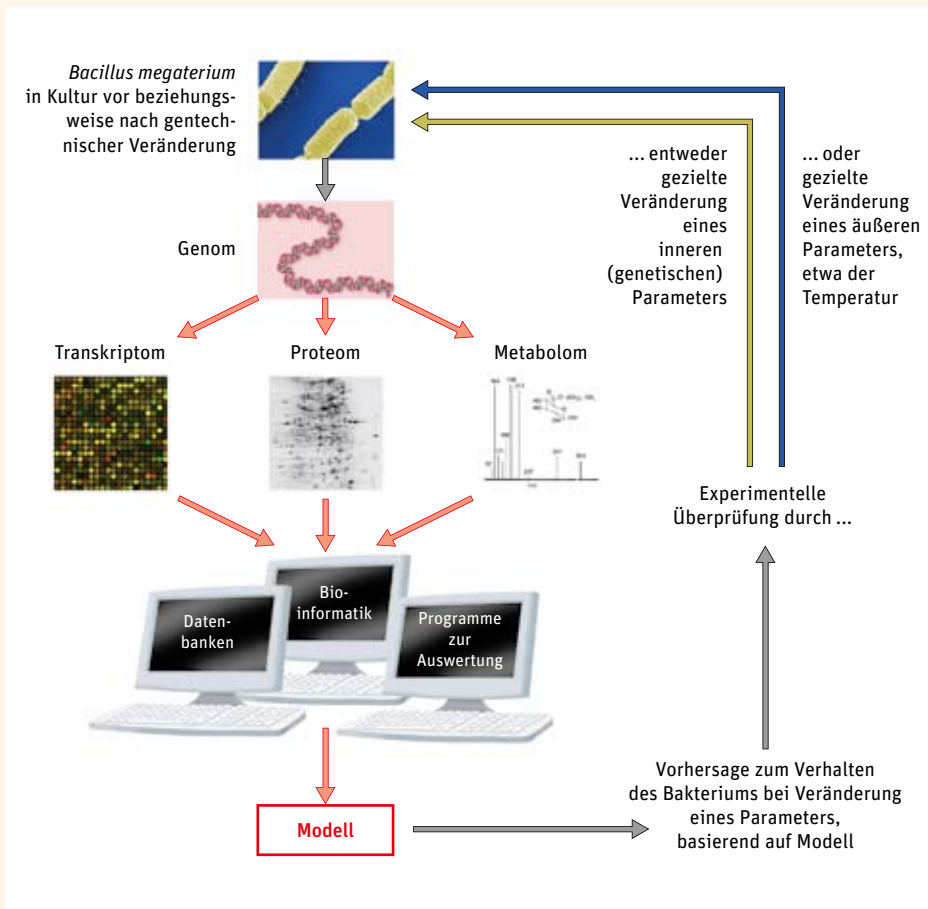 Bacillus megaterium
in Kultur vor beziehungs-
weise nach gentech-
nischer Veränderung
... entweder
gezielte
Veränderung
eines
inneren
(genetischen)
Parameters
... oder
gezielte
Veränderung
eines äußeren
Parameters,
etwa der
Temperatur
Genom
Transkriptom
Proteom
Metabolom
Experimentelle
Überprüfung durch ...
Daten-
banken
Bio-
informatik
Programme
zur
Auswertung
Modell
Vorhersage zum Verhalten
des Bakteriums bei Veränderung
eines Parameters,
basierend auf Modell